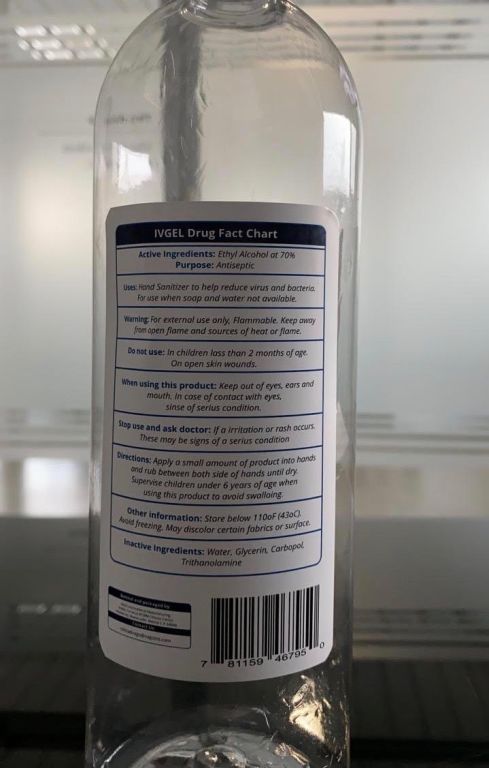 IVGEL Drug Fact Chart
Active Ingredients: Ethyl Alcohol at 70%
Purpose: Antiseptic
Uses: Hand Sanitizer to help reduce virus and bacteria.
For use when soap and water not available.
Warning: For external use only, Flammable. Keep away
from open flame and sources of heat or flame.
Do not use: In children lass than 2 months of age.
On open skin wounds.
When using this product: Keep out of eyes, ears and
mouth. In case of contact with eyes,
sinse of serius condition.
Stop use and ask doctor: If a irritation or rash occurs.
These may be signs of a serius condition
Directions: Apply a small amount of product into hands
and rub between both side of hands until dry.
Supervise children under 6 years of age when
using this product to avoid swallaing.
Other information: Store below 110oF (43oC).
Avoid freezing. May discolor certain fabrics or surface.
Inactive Ingredients: Water, Glycerin, Carbopol,
Trithanolamine
and packaged by
Contact Us
7 81159 46795 0